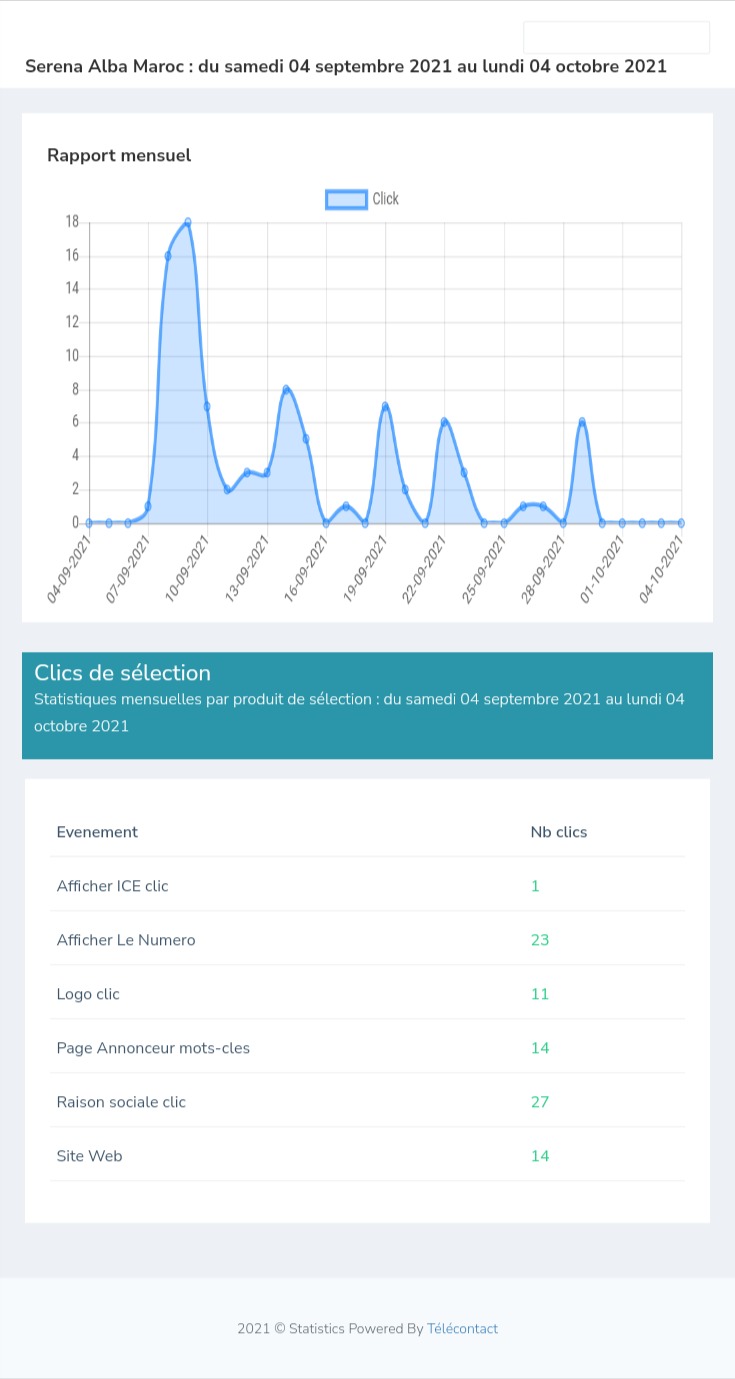 Serena Alba Maroc : du samedi 04 septembre 2021 au lundi 04 octobre 2021
Rapport mensuel
Click
18
16
14
12
10
8
6
4
2
0
04-09-2021
07-09-2021
10-09-2021
13-09-2021
16-09-2021
19-09-2021
22-09-2021
25-09-2021
28-09-2021
01-10-2021
04-10-2021
Clics de sélection
Statistiques mensuelles par produit de sélection : du samedi 04 septembre 2021 au lundi 04
octobre 2021
Evenement Nb clics
Afficher ICE clic 1
Afficher Le Numero 23
Logo clic 11
Page Annonceur mots-cles 14
Raison sociale clic 27
Site Web 14
2021 © Statistics Powered By Télécontact